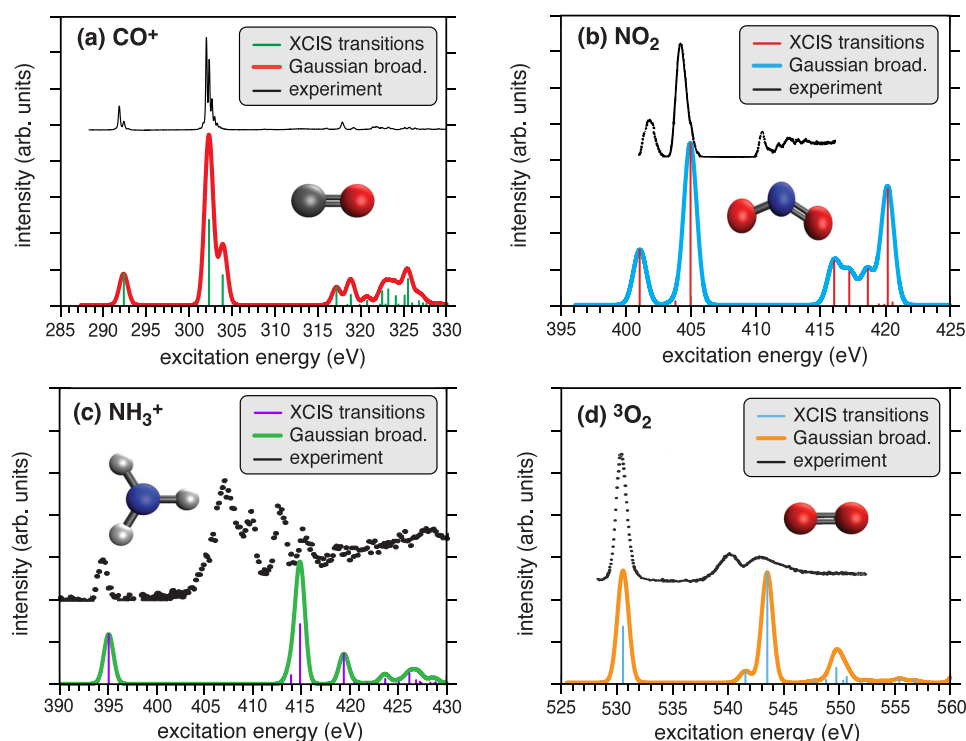 (a) CO⁺
XCIS transitions
Gaussian broad.
experiment
intensity (arb. units)
285 290 295 300 305 310 315 320 325 330
excitation energy (eV)
(b) NO₂
XCIS transitions
Gaussian broad.
experiment
intensity (arb. units)
395 400 405 410 415 420 425
excitation energy (eV)
(c) NH₃⁺
XCIS transitions
Gaussian broad.
experiment
intensity (arb. units)
390 395 400 405 410 415 420 425 430
excitation energy (eV)
(d) ³O₂
XCIS transitions
Gaussian broad.
experiment
intensity (arb. units)
525 530 535 540 545 550 555 560
excitation energy (eV)